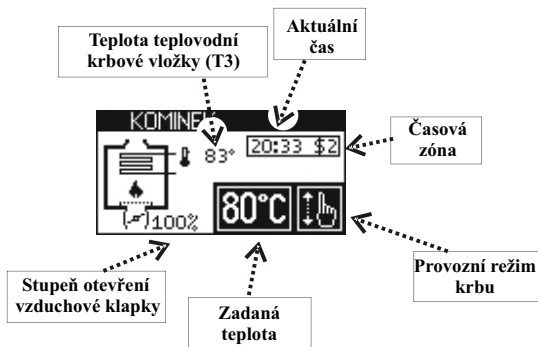 Teplota teplovodní
krbové vložky (T3)
Aktuální
čas
KOMINEK
83°
20:33 $2
Časová
zóna
100%
80°C
Stupeň otevření
vzduchové klapky
Zadaná
teplota
Provozní režim
krbu